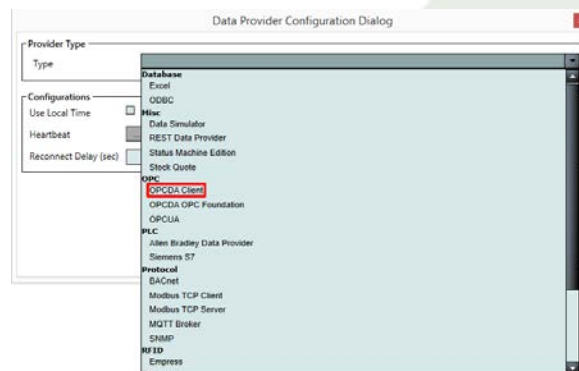 Data Provider Configuration Dialog
Provider Type
Type
Database
Excel
ODBC
Configurations
Use Local Time
Misc
Data Simulator
Heartbeat
REST Data Provider
Reconnect Delay (sec)
Status Machine Edition
Stock Quote
OPC
OPCDA Client
OPCDA OPC Foundation
OPCUA
PLC
Allen Bradley Data Provider
Siemens S7
Protocol
BACnet
Modbus TCP Client
Modbus TCP Server
MQTT Broker
SNMP
RFID
Empress